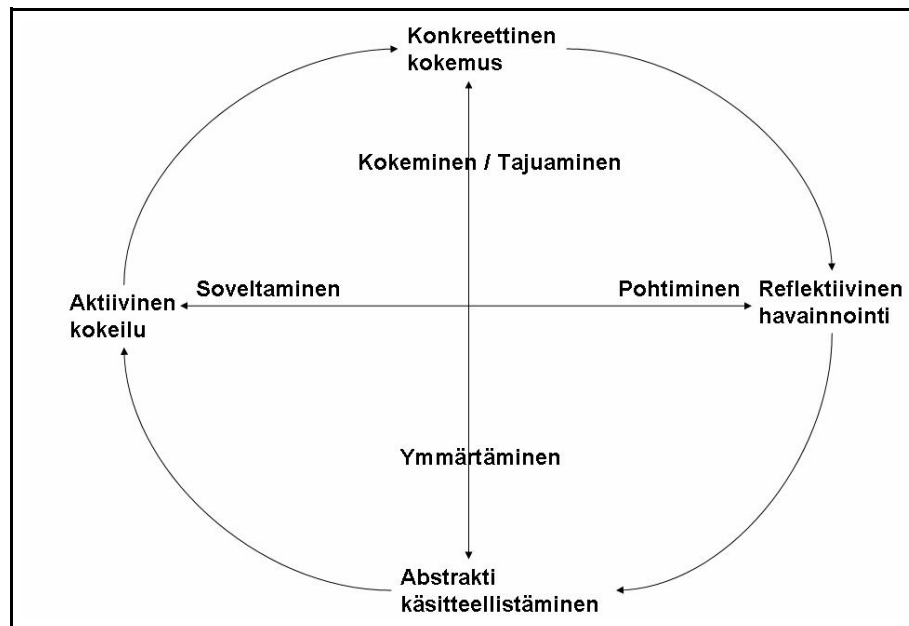 Konkreettinen
kokemus
Kokeminen / Tajuaminen
Soveltaminen
Pohtiminen
Aktiivinen
kokeilu
Reflektiivinen
havainnointi
Ymmärtäminen
Abstrakti
käsitteellistäminen